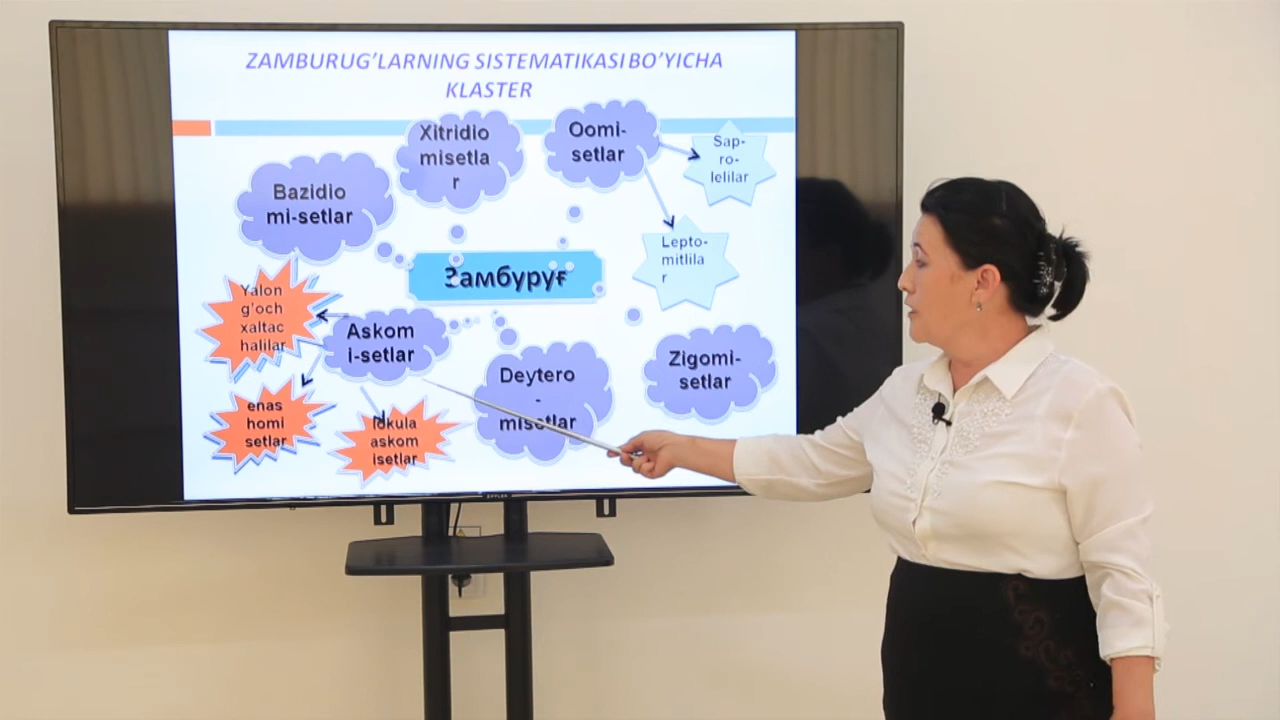 ZAMBURUG’LARNING SISTEMATIKASI BO’YICHA
KLASTER
Xitridio
misetla
r
Oomi-
setlar
Sap-
ro-
lelilar
Bazidio
mi-setlar
Lepto-
mitlila
r
Замбуруғ
Yalon
g’och
xaltac
halilar
Askom
i-setlar
Deytero
-
misetlar
Zigomi-
setlar
enas
homi
setlar
lokula
askom
isetlar